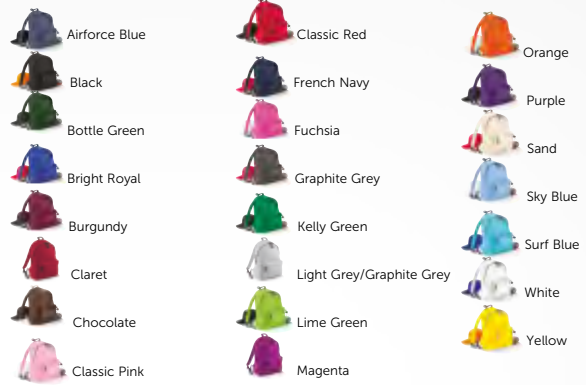 Airforce Blue
Black
Bottle Green
Bright Royal
Burgundy
Claret
Chocolate
Classic Pink
Classic Red
French Navy
Fuchsia
Graphite Grey
Kelly Green
Light Grey/Graphite Grey
Lime Green
Magenta
Orange
Purple
Sand
Sky Blue
Surf Blue
White
Yellow